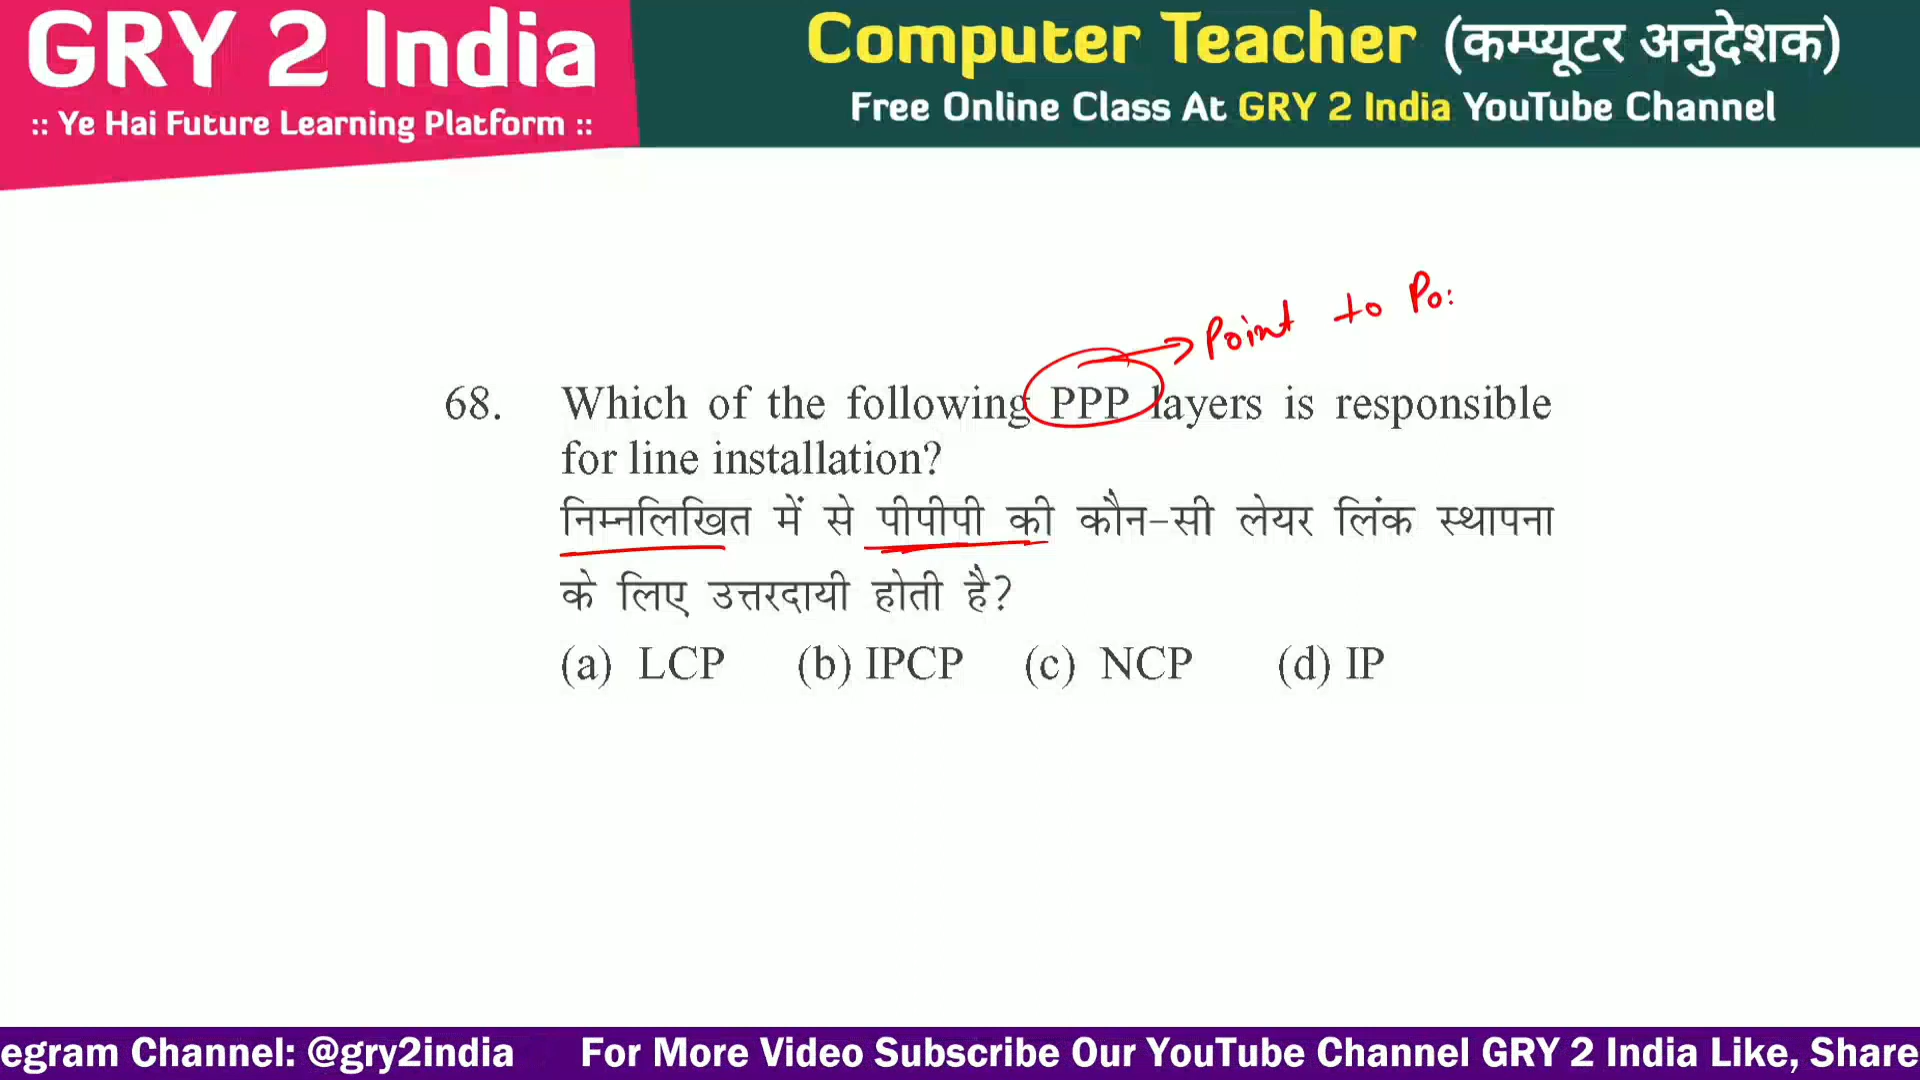 GRY 2 India
:: Ye Hai Future Learning Platform ::
Computer Teacher (कम्प्यूटर अनुदेशक)
Free Online Class At GRY 2 India YouTube Channel
Point to Po:
68. Which of the following PPP layers is responsible
for line installation?
निम्नलिखित में से पीपीपी की कौन-सी लेयर लिंक स्थापना
के लिए उत्तरदायी होती है?
(a) LCP (b) IPCP (c) NCP (d) IP
egram Channel: @gry2india For More Video Subscribe Our YouTube Channel GRY 2 India Like, Share